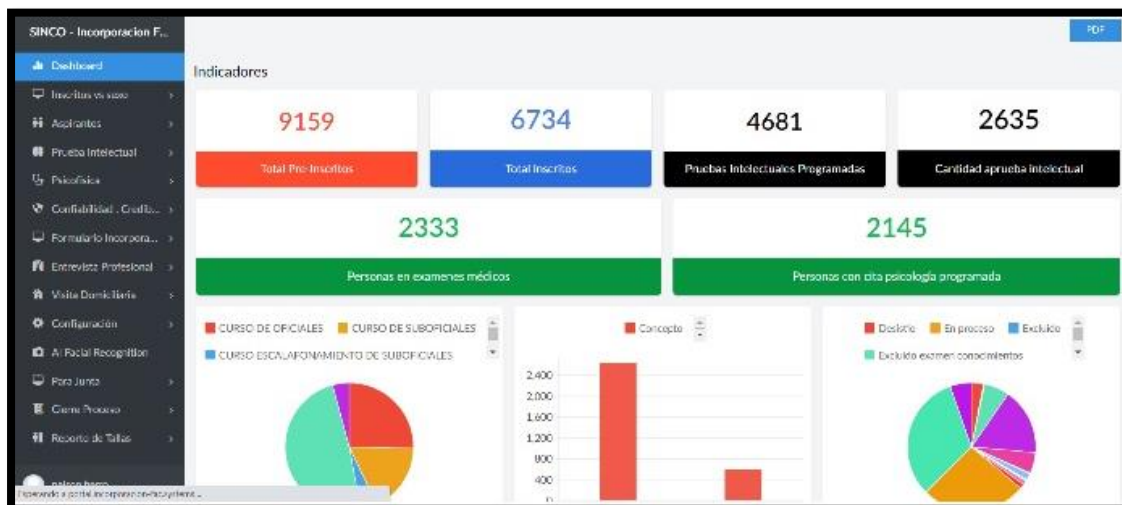 SINCO - Incorporacion F...
PDF
Dashboard
Indicadores
Inscritos vs sexo
Aspirantes
Prueba Intelectual
Psicofísica
Confiabilidad . Credib...
Formulario Incorpora...
Entrevista Profesional
Visita Domiciliaria
Configuración
AI Facial Recognition
Para Junta
Cierre Proceso
Reporte de Tallas
9159
Total Pre-Inscritos
6734
Total Inscritos
4681
Pruebas Intelectuales Programadas
2635
Cantidad aprueba intelectual
2333
Personas en examenes médicos
2145
Personas con cita psicología programada
CURSO DE OFICIALES
CURSO DE SUBOFICIALES
CURSO ESCALAFONAMIENTO DE SUBOFICIALES
Concepto
2,400
2,000
1,600
1,200
800
400
0
Desistio
En proceso
Excluido
Excluido examen conocimientos
Esperando a